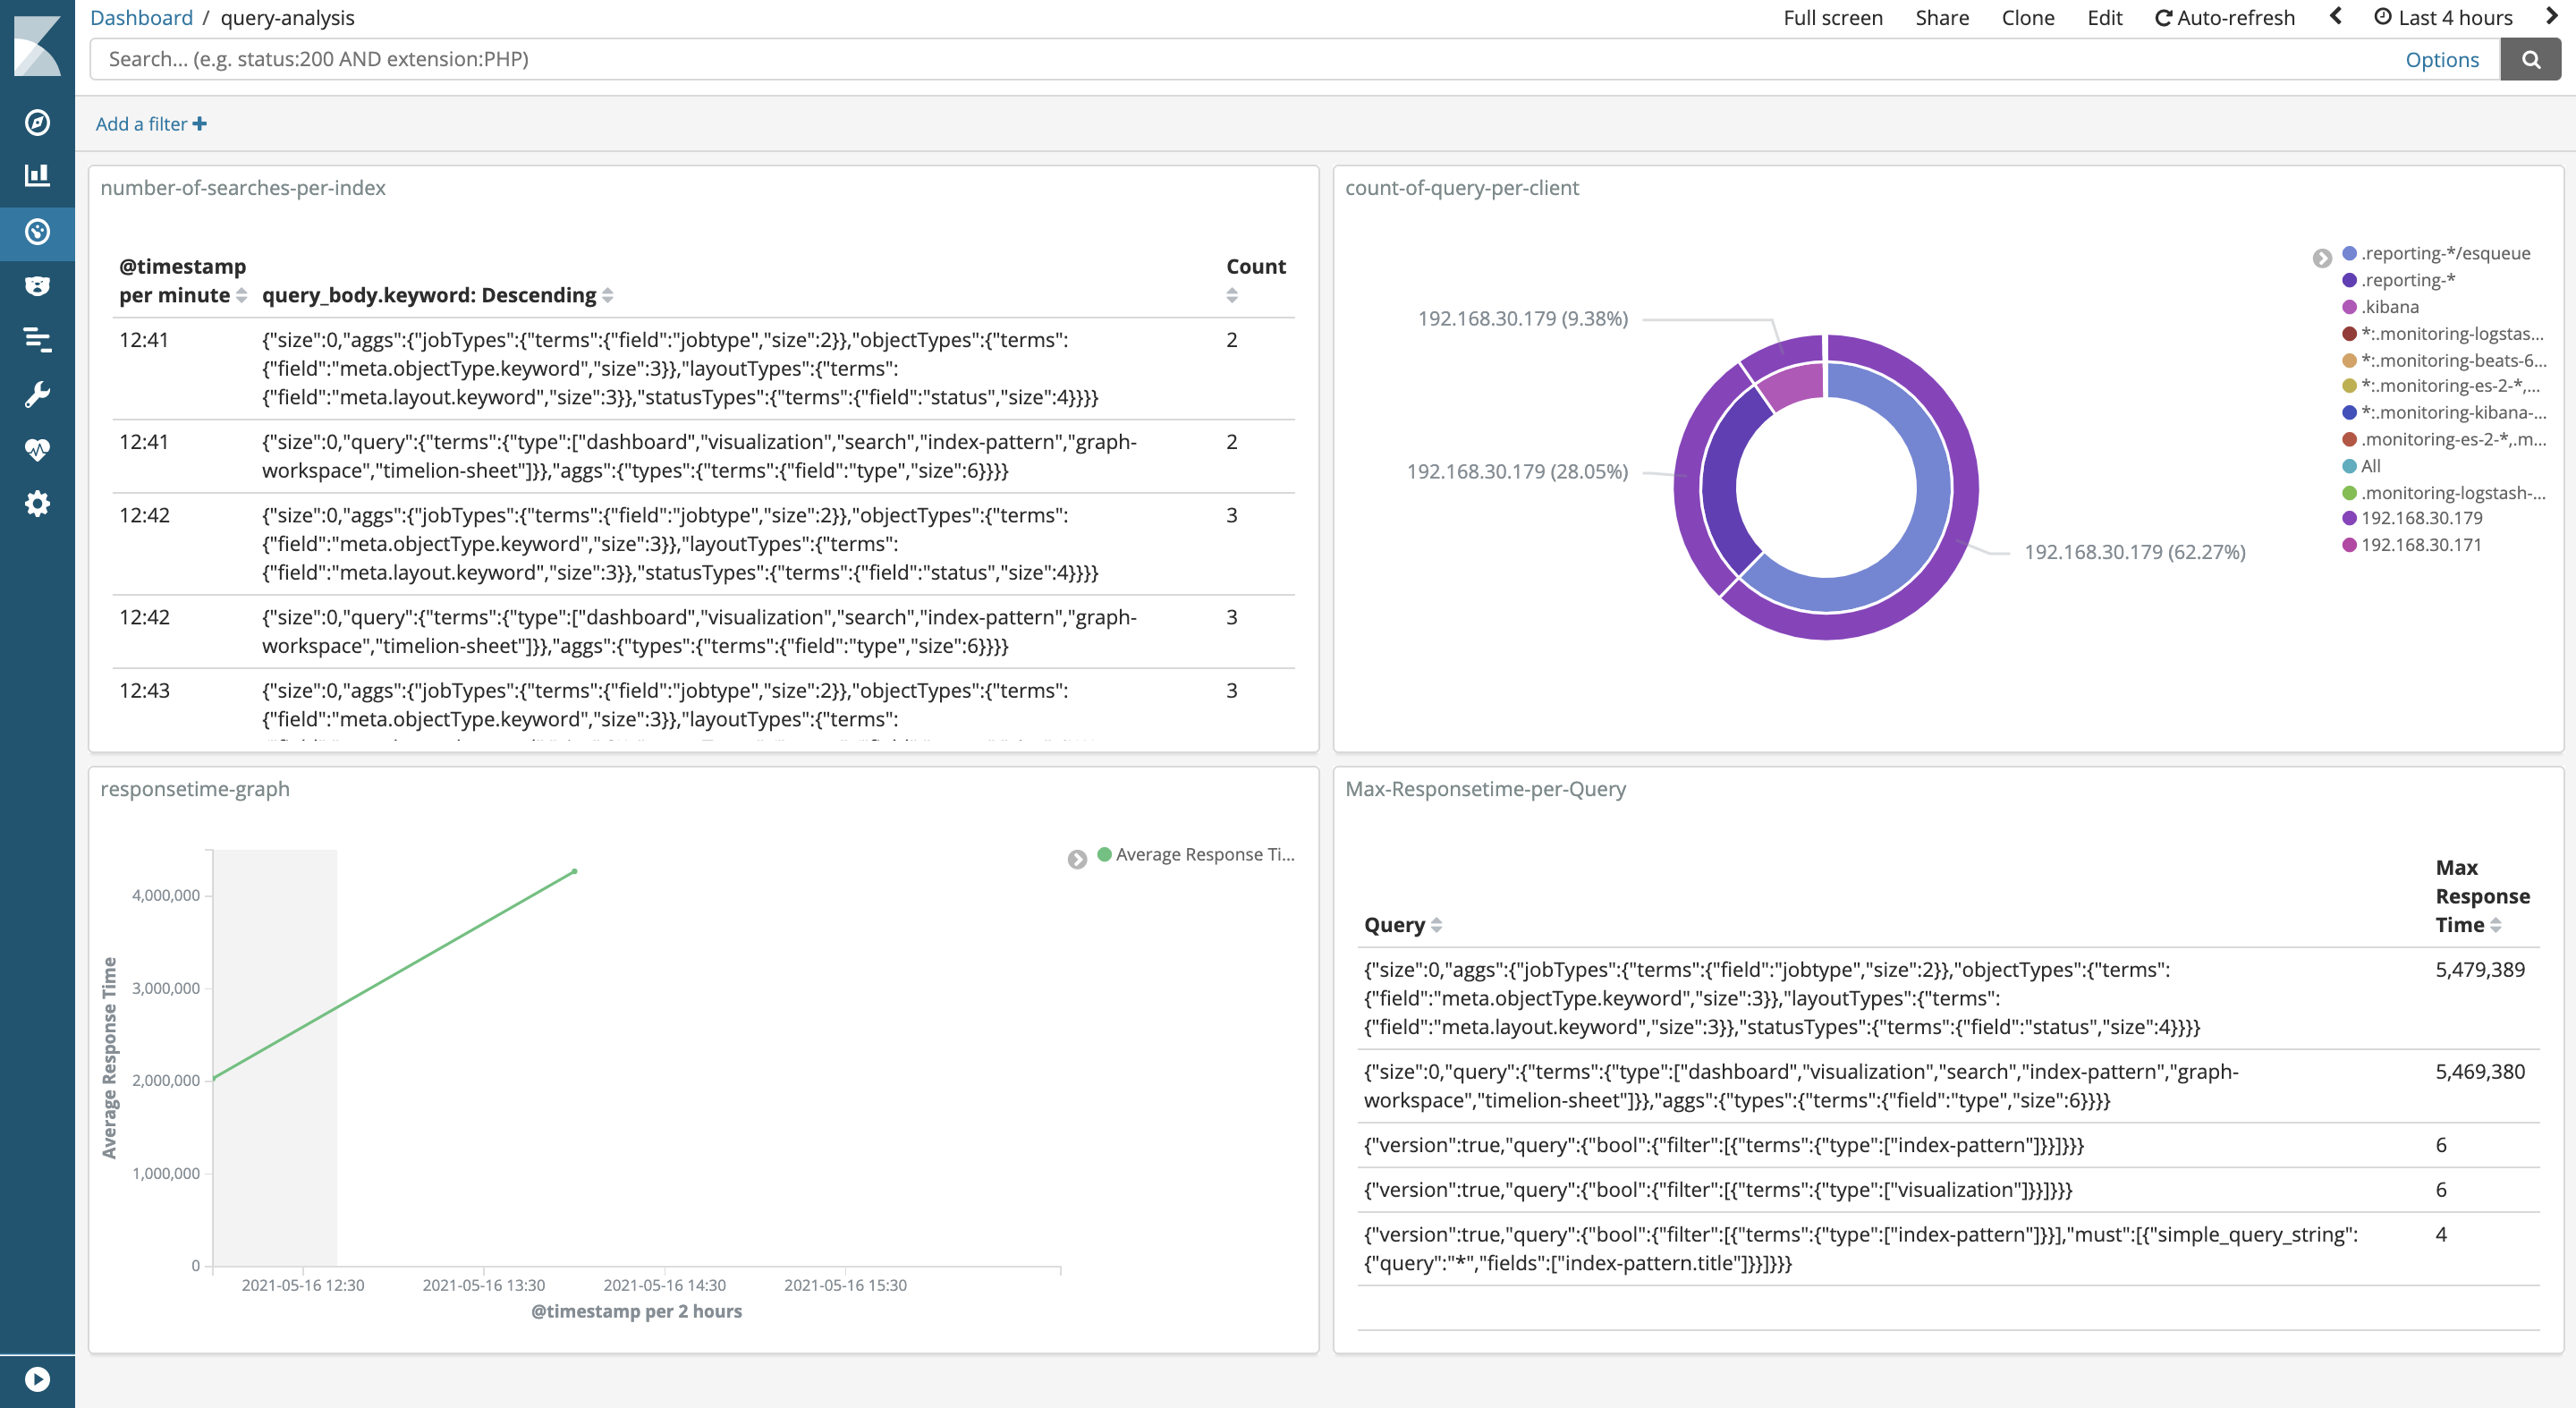 Dashboard / query-analysis
Full screen Share Clone Edit Auto-refresh Last 4 hours
Search... (e.g. status:200 AND extension:PHP)
Options
Add a filter
number-of-searches-per-index
@timestamp per minute query_body.keyword: Descending Count
12:41 {"size":0,"aggs":{"jobTypes":{"terms":{"field":"jobtype","size":2}},"objectTypes":{"terms": 2
{"field":"meta.objectType.keyword","size":3}},"layoutTypes":{"terms":
{"field":"meta.layout.keyword","size":3}},"statusTypes":{"terms":{"field":"status","size":4}}}}
12:41 {"size":0,"query":{"terms":{"type":["dashboard","visualization","search","index-pattern","graph- 2
workspace","timelion-sheet"]}},"aggs":{"types":{"terms":{"field":"type","size":6}}}}
12:42 {"size":0,"aggs":{"jobTypes":{"terms":{"field":"jobtype","size":2}},"objectTypes":{"terms": 3
{"field":"meta.objectType.keyword","size":3}},"layoutTypes":{"terms":
{"field":"meta.layout.keyword","size":3}},"statusTypes":{"terms":{"field":"status","size":4}}}}
12:42 {"size":0,"query":{"terms":{"type":["dashboard","visualization","search","index-pattern","graph- 3
workspace","timelion-sheet"]}},"aggs":{"types":{"terms":{"field":"type","size":6}}}}
12:43 {"size":0,"aggs":{"jobTypes":{"terms":{"field":"jobtype","size":2}},"objectTypes":{"terms": 3
{"field":"meta.objectType.keyword","size":3}},"layoutTypes":{"terms":
count-of-query-per-client
192.168.30.179 (9.38%)
192.168.30.179 (28.05%)
192.168.30.179 (62.27%)
.reporting-*/esqueue
.reporting-*
.kibana
*:.monitoring-logstas...
*:.monitoring-beats-6...
*:.monitoring-es-2-*,...
*:.monitoring-kibana-...
.monitoring-es-2-*,.m...
All
.monitoring-logstash-...
192.168.30.179
192.168.30.171
responsetime-graph
Average Response Ti...
Average Response Time
4,000,000
3,000,000
2,000,000
1,000,000
0
2021-05-16 12:30 2021-05-16 13:30 2021-05-16 14:30 2021-05-16 15:30
@timestamp per 2 hours
Max-Responsetime-per-Query
Query Max Response Time
{"size":0,"aggs":{"jobTypes":{"terms":{"field":"jobtype","size":2}},"objectTypes":{"terms": 5,479,389
{"field":"meta.objectType.keyword","size":3}},"layoutTypes":{"terms":
{"field":"meta.layout.keyword","size":3}},"statusTypes":{"terms":{"field":"status","size":4}}}}
{"size":0,"query":{"terms":{"type":["dashboard","visualization","search","index-pattern","graph- 5,469,380
workspace","timelion-sheet"]}},"aggs":{"types":{"terms":{"field":"type","size":6}}}}
{"version":true,"query":{"bool":{"filter":[{"terms":{"type":["index-pattern"]}}]}}} 6
{"version":true,"query":{"bool":{"filter":[{"terms":{"type":["visualization"]}}]}}} 6
{"version":true,"query":{"bool":{"filter":[{"terms":{"type":["index-pattern"]}}],"must":[{"simple_query_string": 4
{"query":"*","fields":["index-pattern.title"]}}]}}}